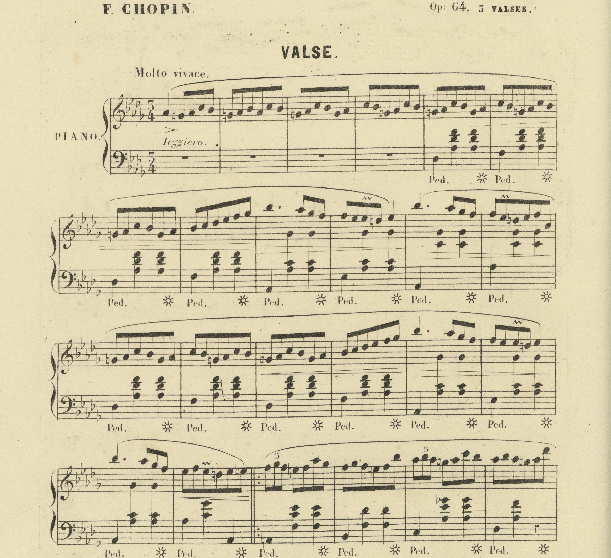 F. CHOPIN.
Op: 64. 3 VALSES.
VALSE.
Molto vivace.
PIANO.
leggiero.
Ped. Ped.
Ped. Ped. Ped. Ped. Ped. Ped.
Ped. Ped. Ped. Ped. Ped.
Ped. Ped. Ped. Ped. Ped. Ped.